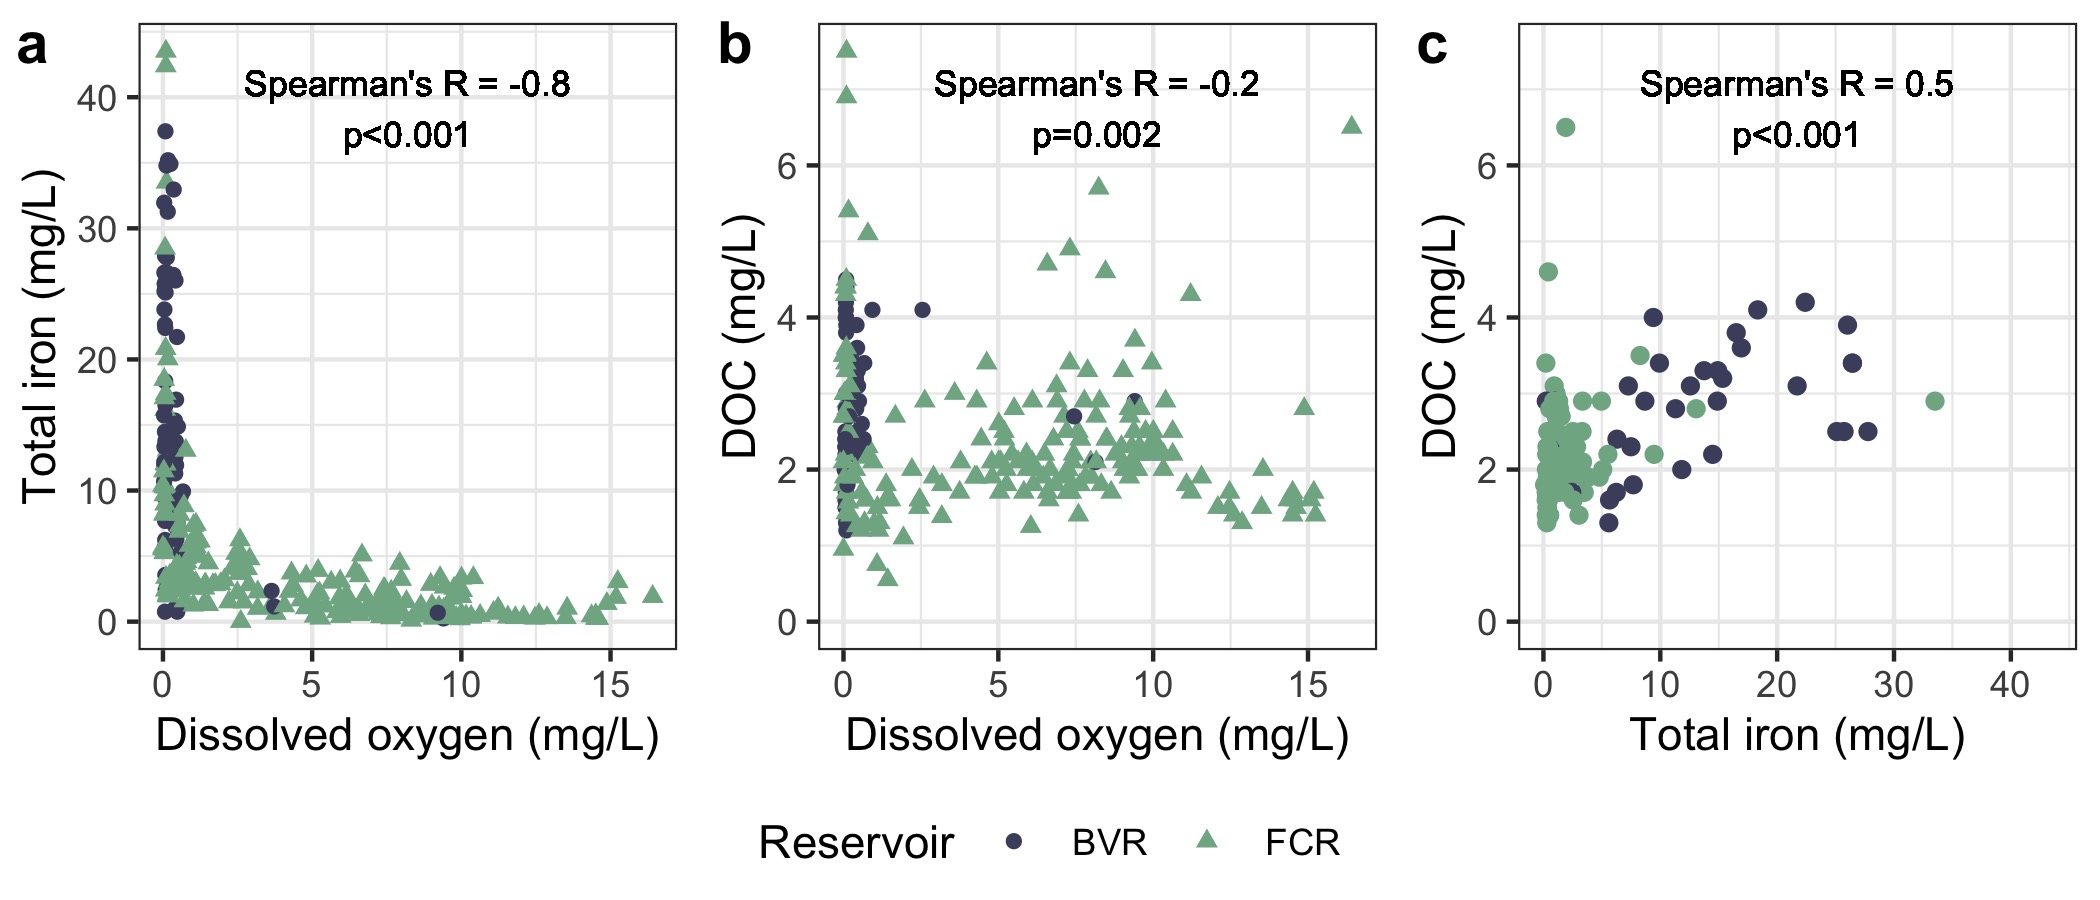 a
Spearman's R = -0.8
p<0.001
Total iron (mg/L)
40
30
20
10
0
0 5 10 15
Dissolved oxygen (mg/L)
b
Spearman's R = -0.2
p=0.002
DOC (mg/L)
6
4
2
0
0 5 10 15
Dissolved oxygen (mg/L)
c
Spearman's R = 0.5
p<0.001
DOC (mg/L)
6
4
2
0
0 10 20 30 40
Total iron (mg/L)
Reservoir BVR FCR